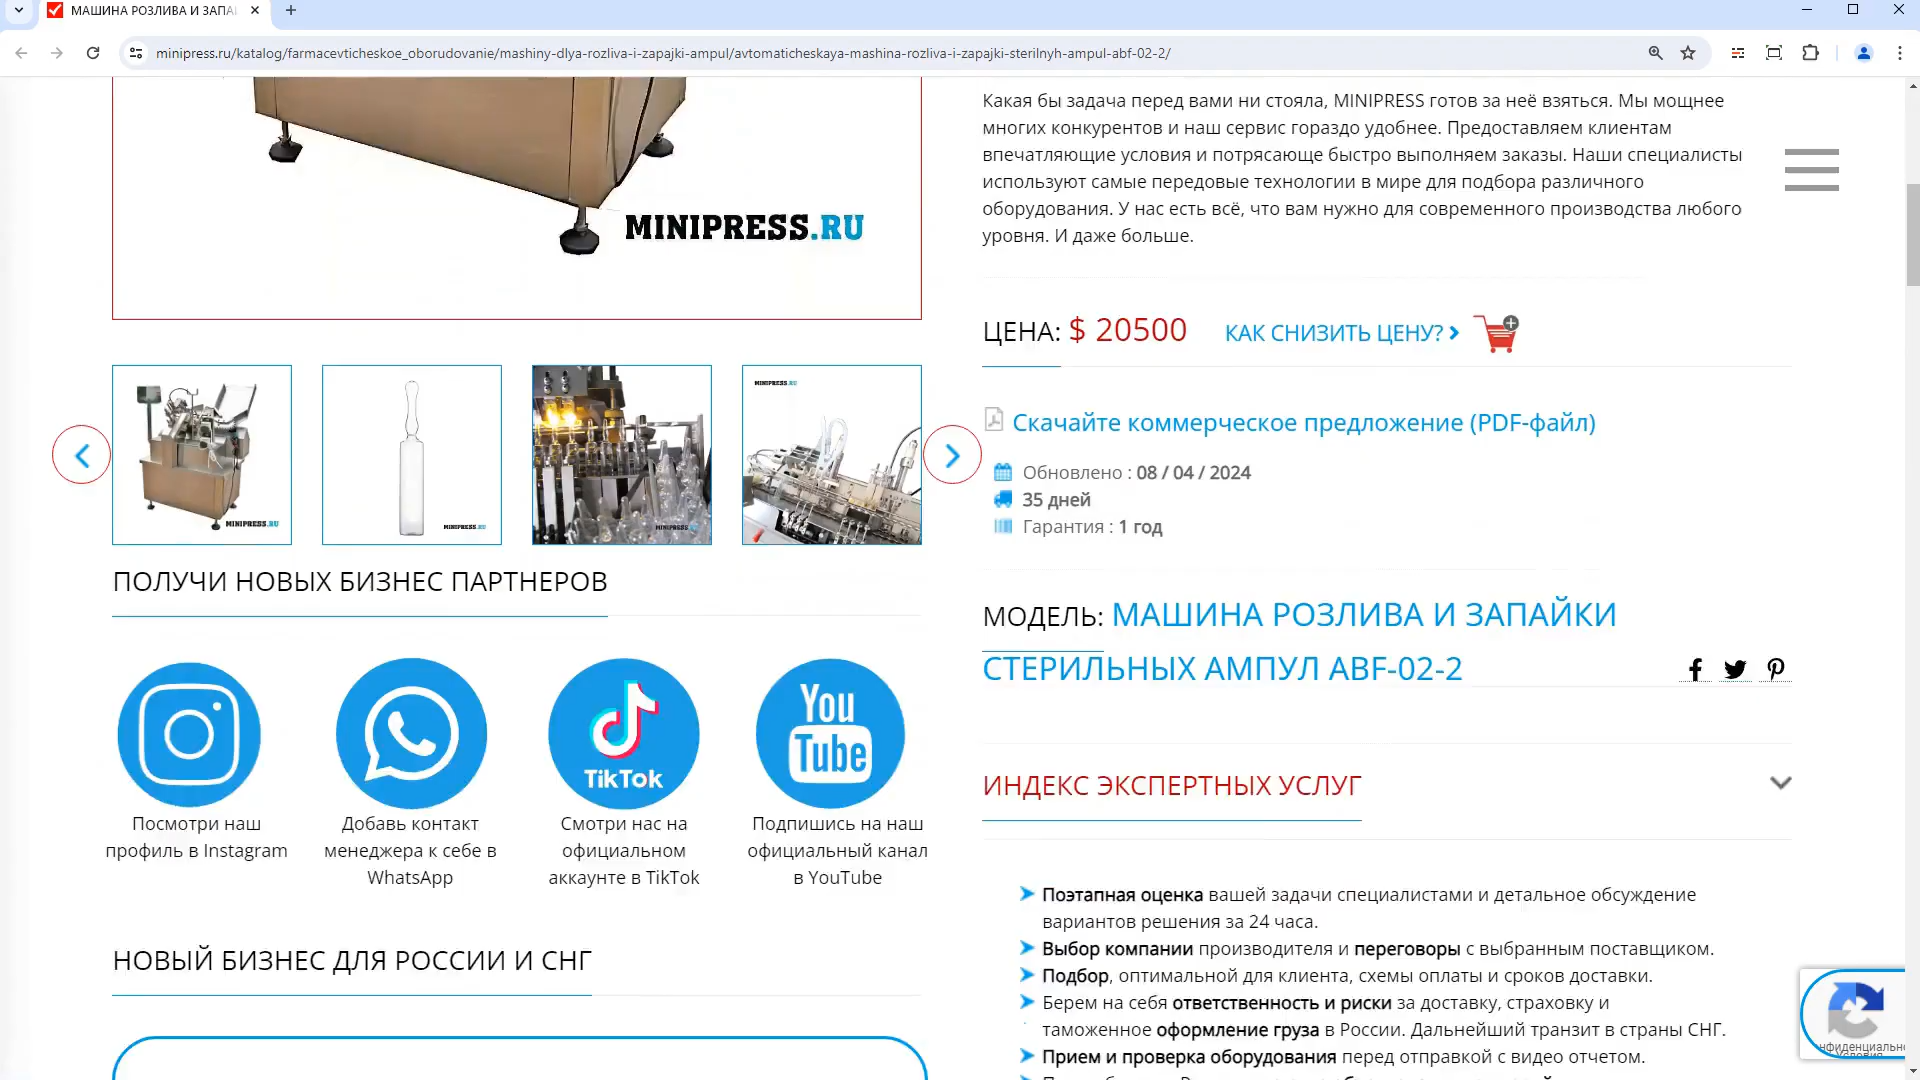 МАШИНА РОЗЛИВА И ЗАПА
minipress.ru/katalog/farmacevticheskoe_oborudovanie/mashiny-dlya-rozliva-i-zapajki-ampul/avtomaticheskaya-mashina-rozliva-i-zapajki-sterilnyh-ampul-abf-02-2/
MINIPRESS.RU
MINIPRESS.RU
MINIPRESS.RU
MINIPRESS.RU
MINIPRESS.RU
ПОЛУЧИ НОВЫХ БИЗНЕС ПАРТНЕРОВ
TikTok
You
Tube
Посмотри наш
профиль в Instagram
Добавь контакт
менеджера к себе в
WhatsApp
Смотри нас на
официальном
аккаунте в TikTok
Подпишись на наш
официальный канал
в YouTube
НОВЫЙ БИЗНЕС ДЛЯ РОССИИ И СНГ
Какая бы задача перед вами ни стояла, MINIPRESS готов за неё взяться. Мы мощнее
многих конкурентов и наш сервис гораздо удобнее. Предоставляем клиентам
впечатляющие условия и потрясающе быстро выполняем заказы. Наши специалисты
используют самые передовые технологии в мире для подбора различного
оборудования. У нас есть всё, что вам нужно для современного производства любого
уровня. И даже больше.
ЦЕНА: $ 20500 КАК СНИЗИТЬ ЦЕНУ?
Скачайте коммерческое предложение (PDF-файл)
Обновлено : 08 / 04 / 2024
35 дней
Гарантия : 1 год
МОДЕЛЬ: МАШИНА РОЗЛИВА И ЗАПАЙКИ
СТЕРИЛЬНЫХ АМПУЛ ABF-02-2
ИНДЕКС ЭКСПЕРТНЫХ УСЛУГ
Поэтапная оценка вашей задачи специалистами и детальное обсуждение
вариантов решения за 24 часа.
Выбор компании производителя и переговоры с выбранным поставщиком.
Подбор, оптимальной для клиента, схемы оплаты и сроков доставки.
Берем на себя ответственность и риски за доставку, страховку и
таможенное оформление груза в России. Дальнейший транзит в страны СНГ.
Прием и проверка оборудования перед отправкой с видео отчетом.